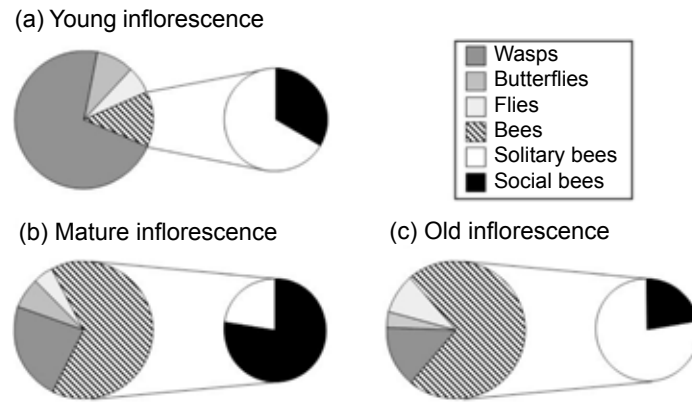 (a) Young inflorescence
Wasps
Butterflies
Flies
Bees
Solitary bees
Social bees
(b) Mature inflorescence
(c) Old inflorescence